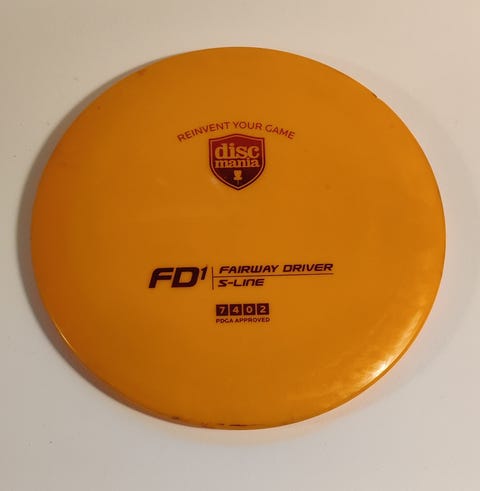 REINVENT YOUR GAME
disc
mania
FD1 FAIRWAY DRIVER
S-LINE
7 4 0 2
PDGA APPROVED